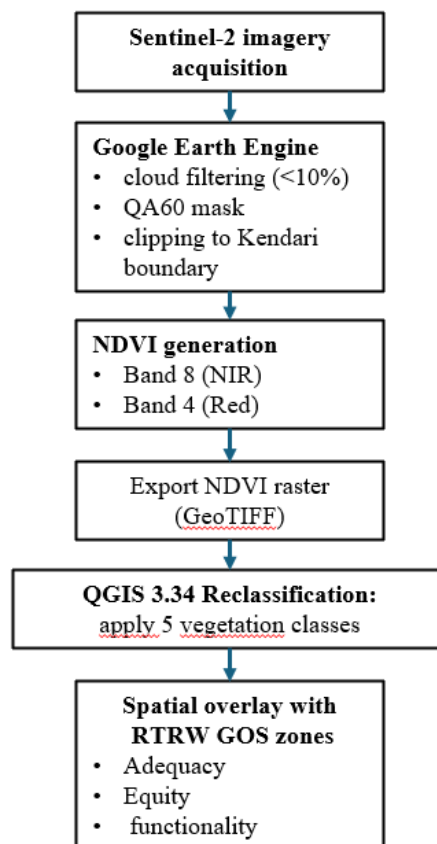 Sentinel-2 imagery
acquisition
Google Earth Engine
• cloud filtering (<10%)
• QA60 mask
• clipping to Kendari
boundary
NDVI generation
• Band 8 (NIR)
• Band 4 (Red)
Export NDVI raster
(GeoTIFF)
QGIS 3.34 Reclassification:
apply 5 vegetation classes
Spatial overlay with
RTRW GOS zones
• Adequacy
• Equity
• functionality